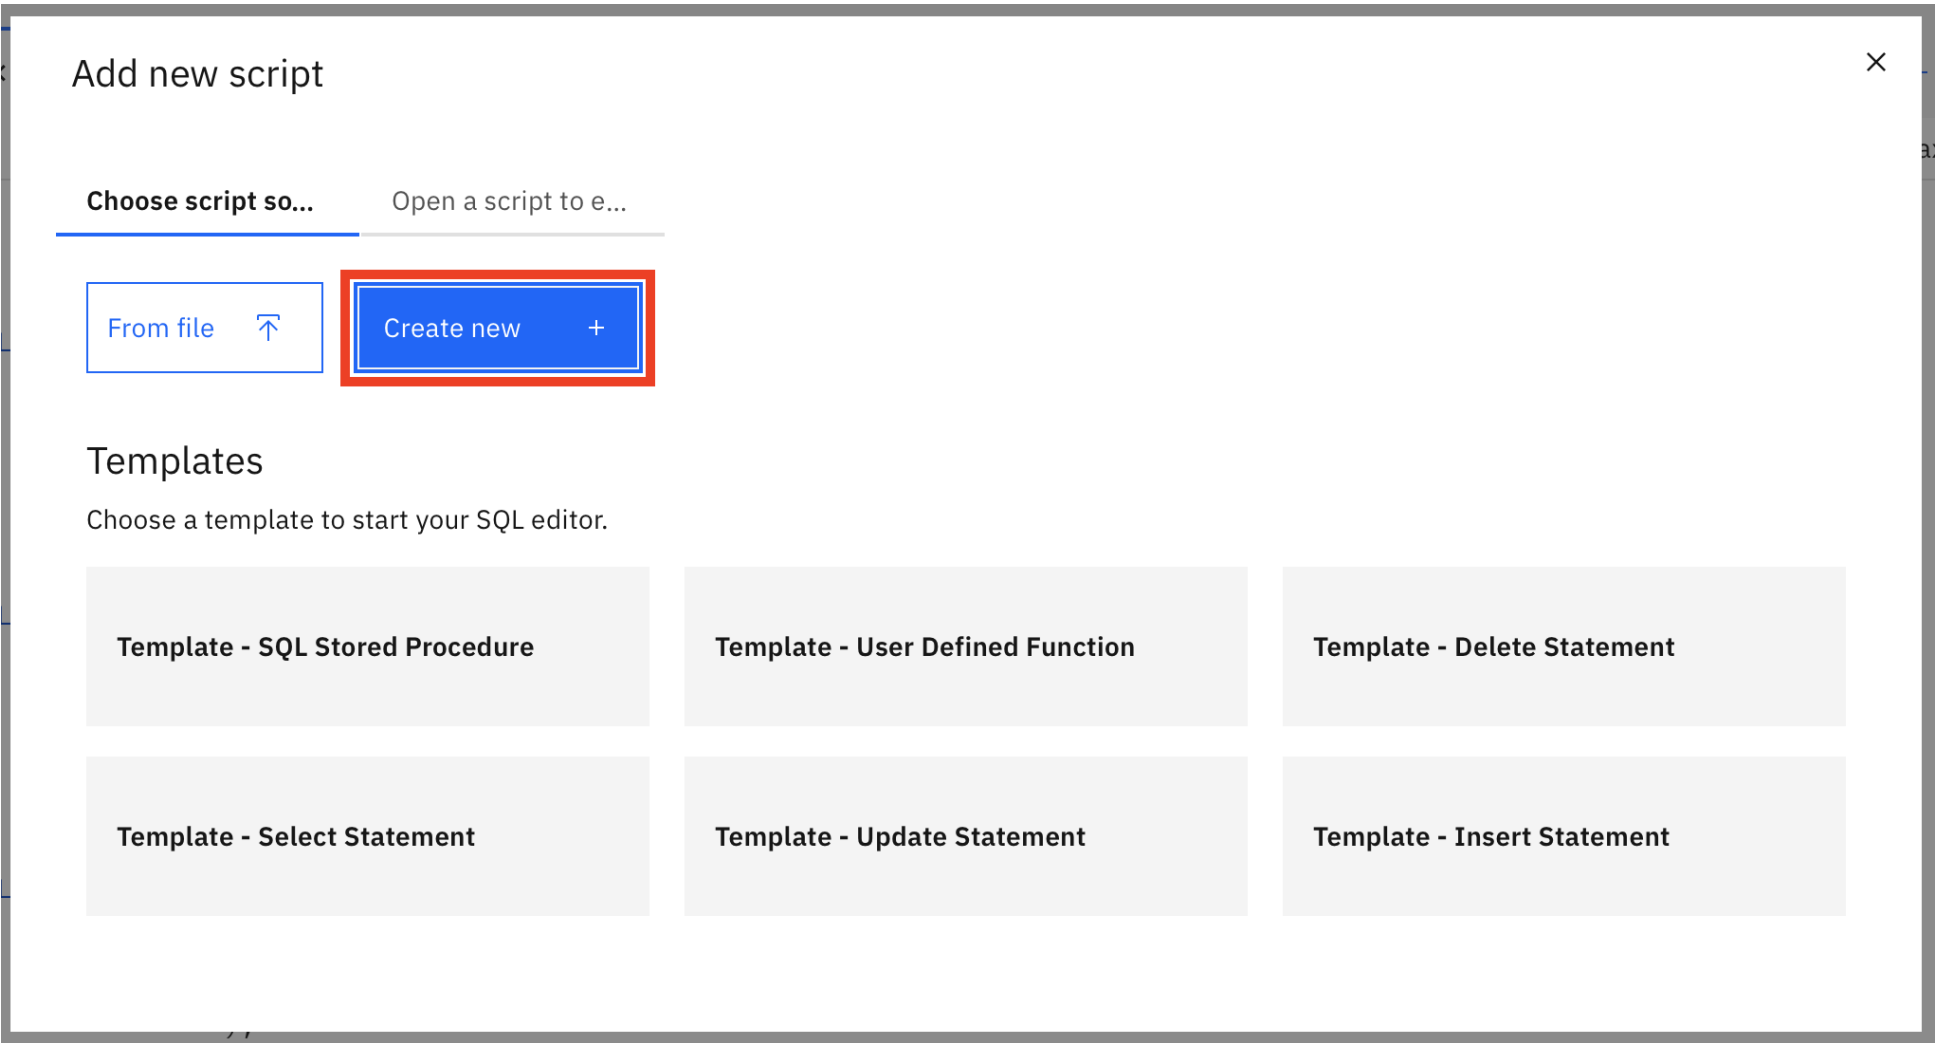 Add new script
Choose script so...
Open a script to e...
From file
Create new
Templates
Choose a template to start your SQL editor.
Template - SQL Stored Procedure
Template - User Defined Function
Template - Delete Statement
Template - Select Statement
Template - Update Statement
Template - Insert Statement